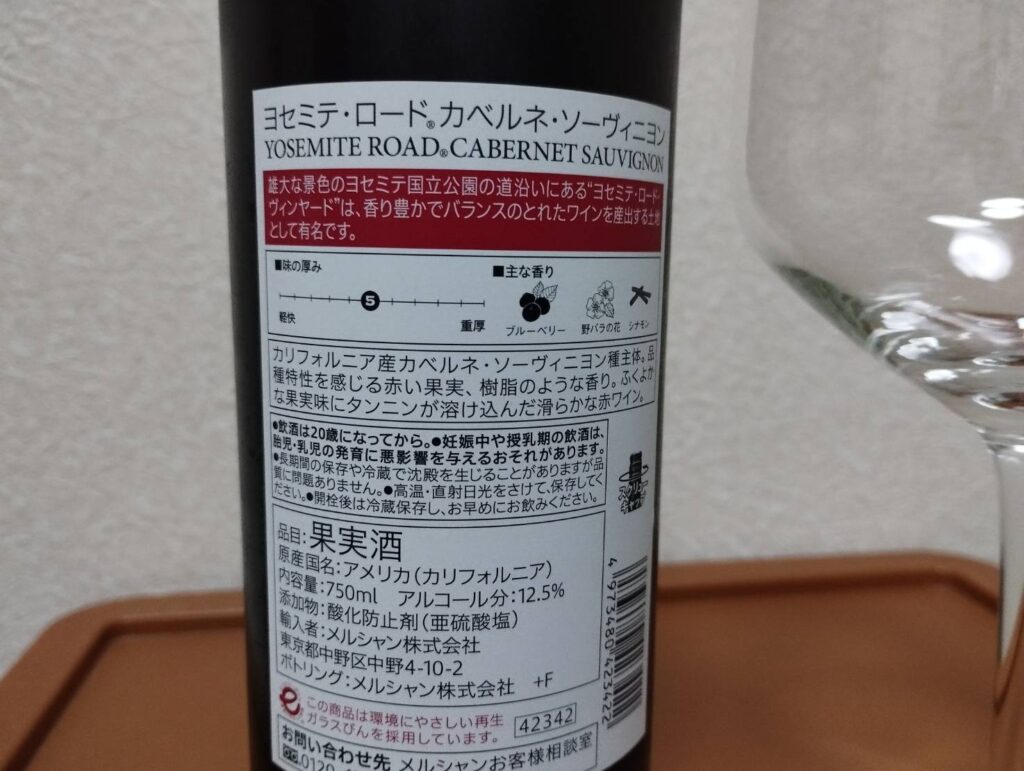 ヨセミテ・ロード®カベルネ・ソーヴィニヨン
YOSEMITE ROAD®CABERNET SAUVIGNON
雄大な景色のヨセミテ国立公園の道沿いにある“ヨセミテ・ロード・
ヴィンヤード”は、香り豊かでバランスのとれたワインを産出する土地
として有名です。
■味の厚み
5
軽快
重厚
■主な香り
ブルーベリー 野バラの花 シナモン
カリフォルニア産カベルネ・ソーヴィニヨン種主体。品
種特性を感じる赤い果実、樹脂のような香り。ふくよか
な果実味にタンニンが溶け込んだ滑らかな赤ワイン。
●飲酒は20歳になってから。●妊娠中や授乳期の飲酒は、
胎児・乳児の発育に悪影響を与えるおそれがあります。
●長期間の保存や冷蔵で沈殿を生じることがありますが品
質に問題ありません。●高温・直射日光をさけて、保存してく
ださい。●開栓後は冷蔵保存し、お早めにお飲みください。
スクリュー
キャップ
品目:果実酒
原産国名:アメリカ(カリフォルニア)
内容量:750ml アルコール分:12.5%
添加物:酸化防止剤(亜硫酸塩)
輸入者:メルシャン株式会社
東京都中野区中野4-10-2
ボトリング:メルシャン株式会社 +F
4 973480 423422
この商品は環境にやさしい再生
ガラスびんを採用しています。
42342
お問い合わせ先 メルシャンお客様相談室
0120